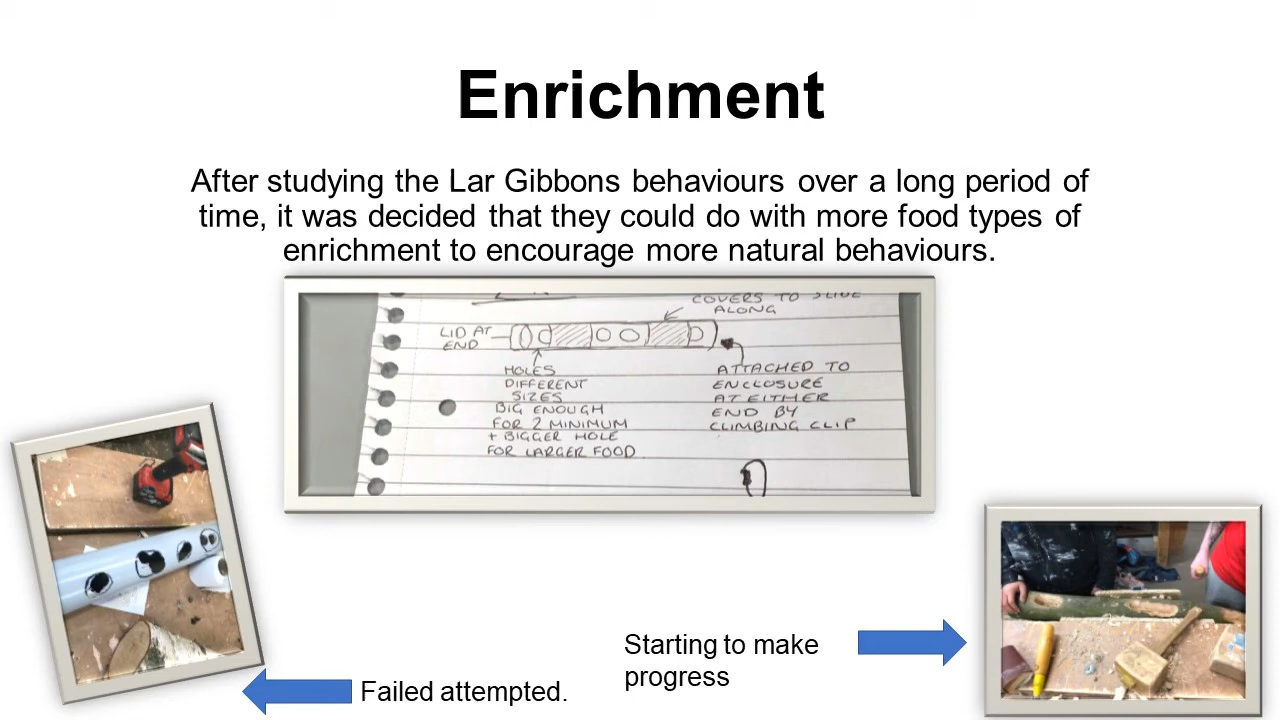 Enrichment
After studying the Lar Gibbons behaviours over a long period of
time, it was decided that they could do with more food types of
enrichment to encourage more natural behaviours.
COVERS TO SLIDE
ALONG
LID AT
END
HOLES
DIFFERENT
SIZES
BIG ENOUGH
FOR 2 MINIMUM
+ BIGGER HOLE
FOR LARGER FOOD
ATTACHED TO
ENCLOSURE
AT EITHER
END BY
CLIMBING CLIP
Starting to make
progress
Failed attempted.